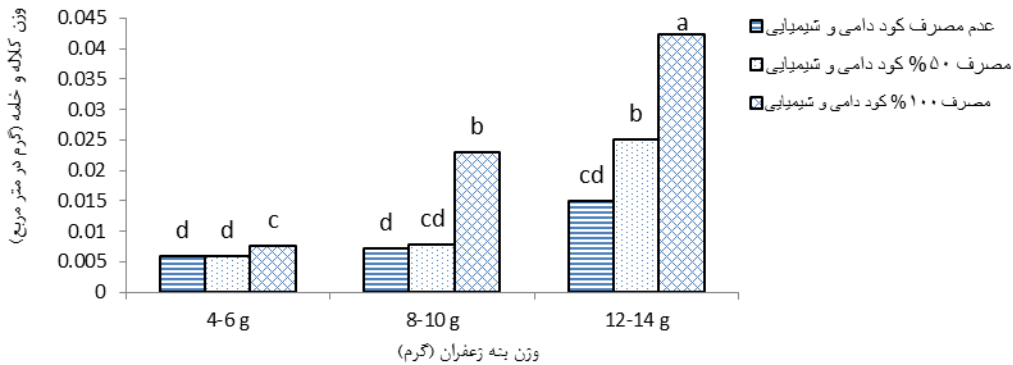 وزن کلاله و خامه (گرم در متر مربع)
0.045
0.04
0.035
0.03
0.025
0.02
0.015
0.01
0.005
0
d d c
d cd b
cd b a
4-6 g 8-10 g 12-14 g
وزن بنه زعفران (گرم)
عدم مصرف کود دامی و شیمیایی
مصرف ۵۰% کود دامی و شیمیایی
مصرف ۱۰۰% کود دامی و شیمیایی